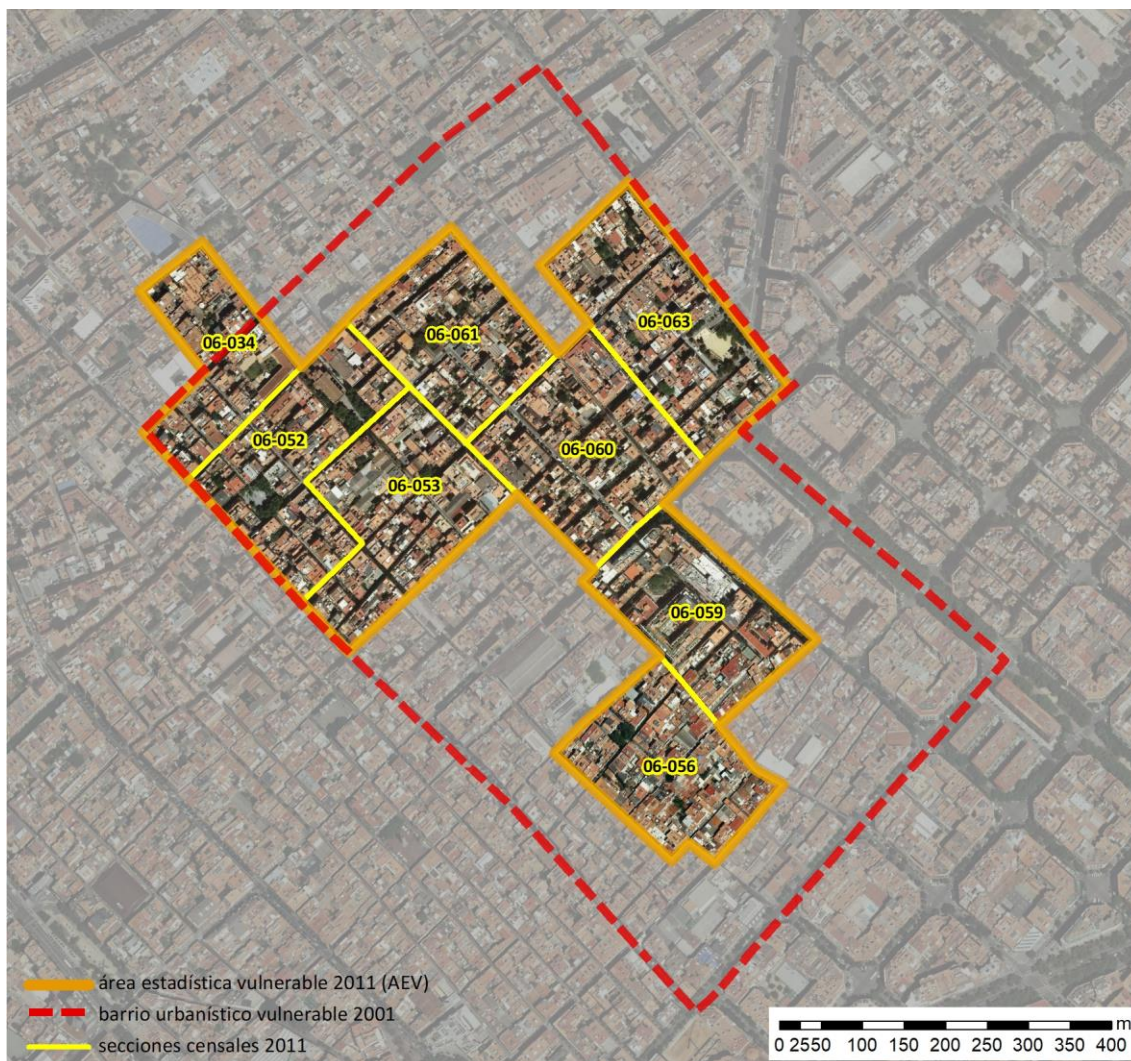 06-063
06-061
06-034
06-052
06-060
06-053
06-059
06-056
área estadística vulnerable 2011 (AEV)
barrio urbanístico vulnerable 2001
secciones censales 2011
m
0 2550 100 150 200 250 300 350 400